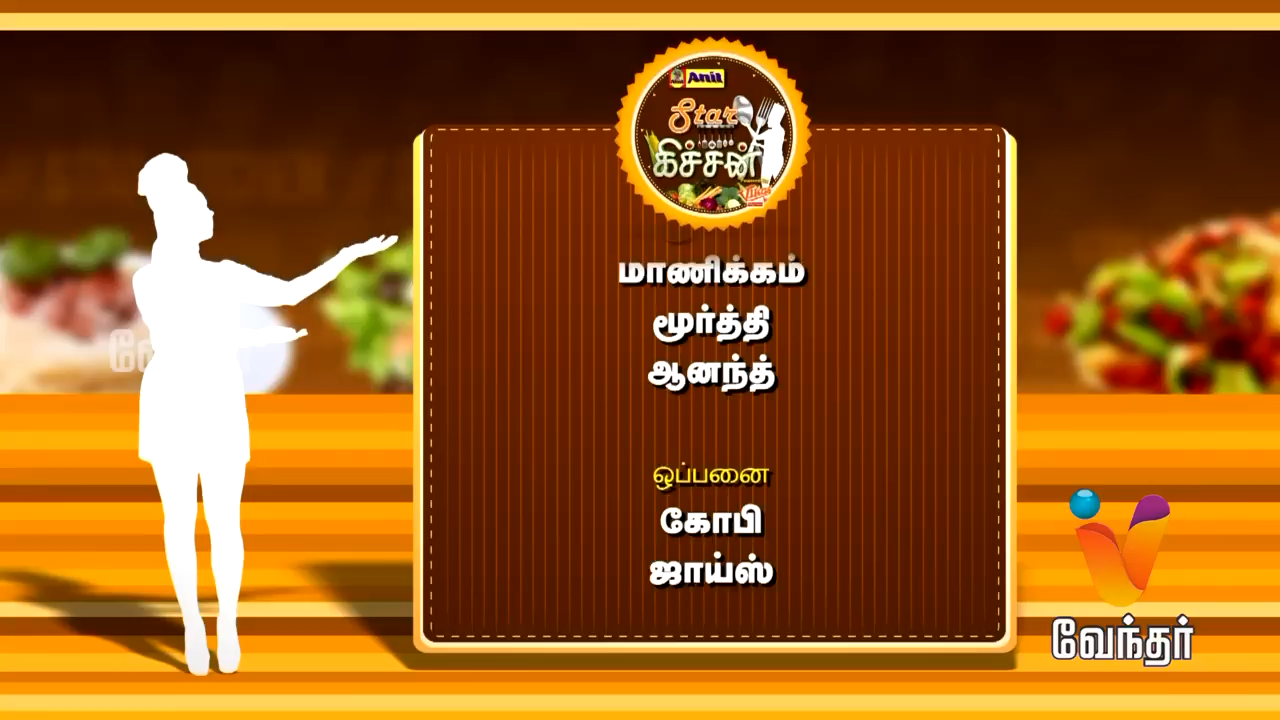 Anil
Star
கிச்சன்
மாணிக்கம்
மூர்த்தி
ஆனந்த்
ஒப்பனை
கோபி
ஜாய்ஸ்
வேந்தர்